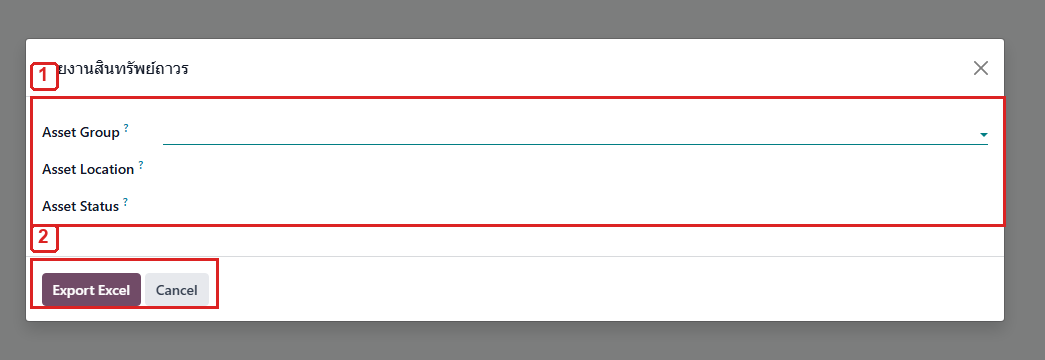 1
ยงานสินทรัพย์ถาวร
Asset Group ?
Asset Location ?
Asset Status ?
2
Export Excel Cancel